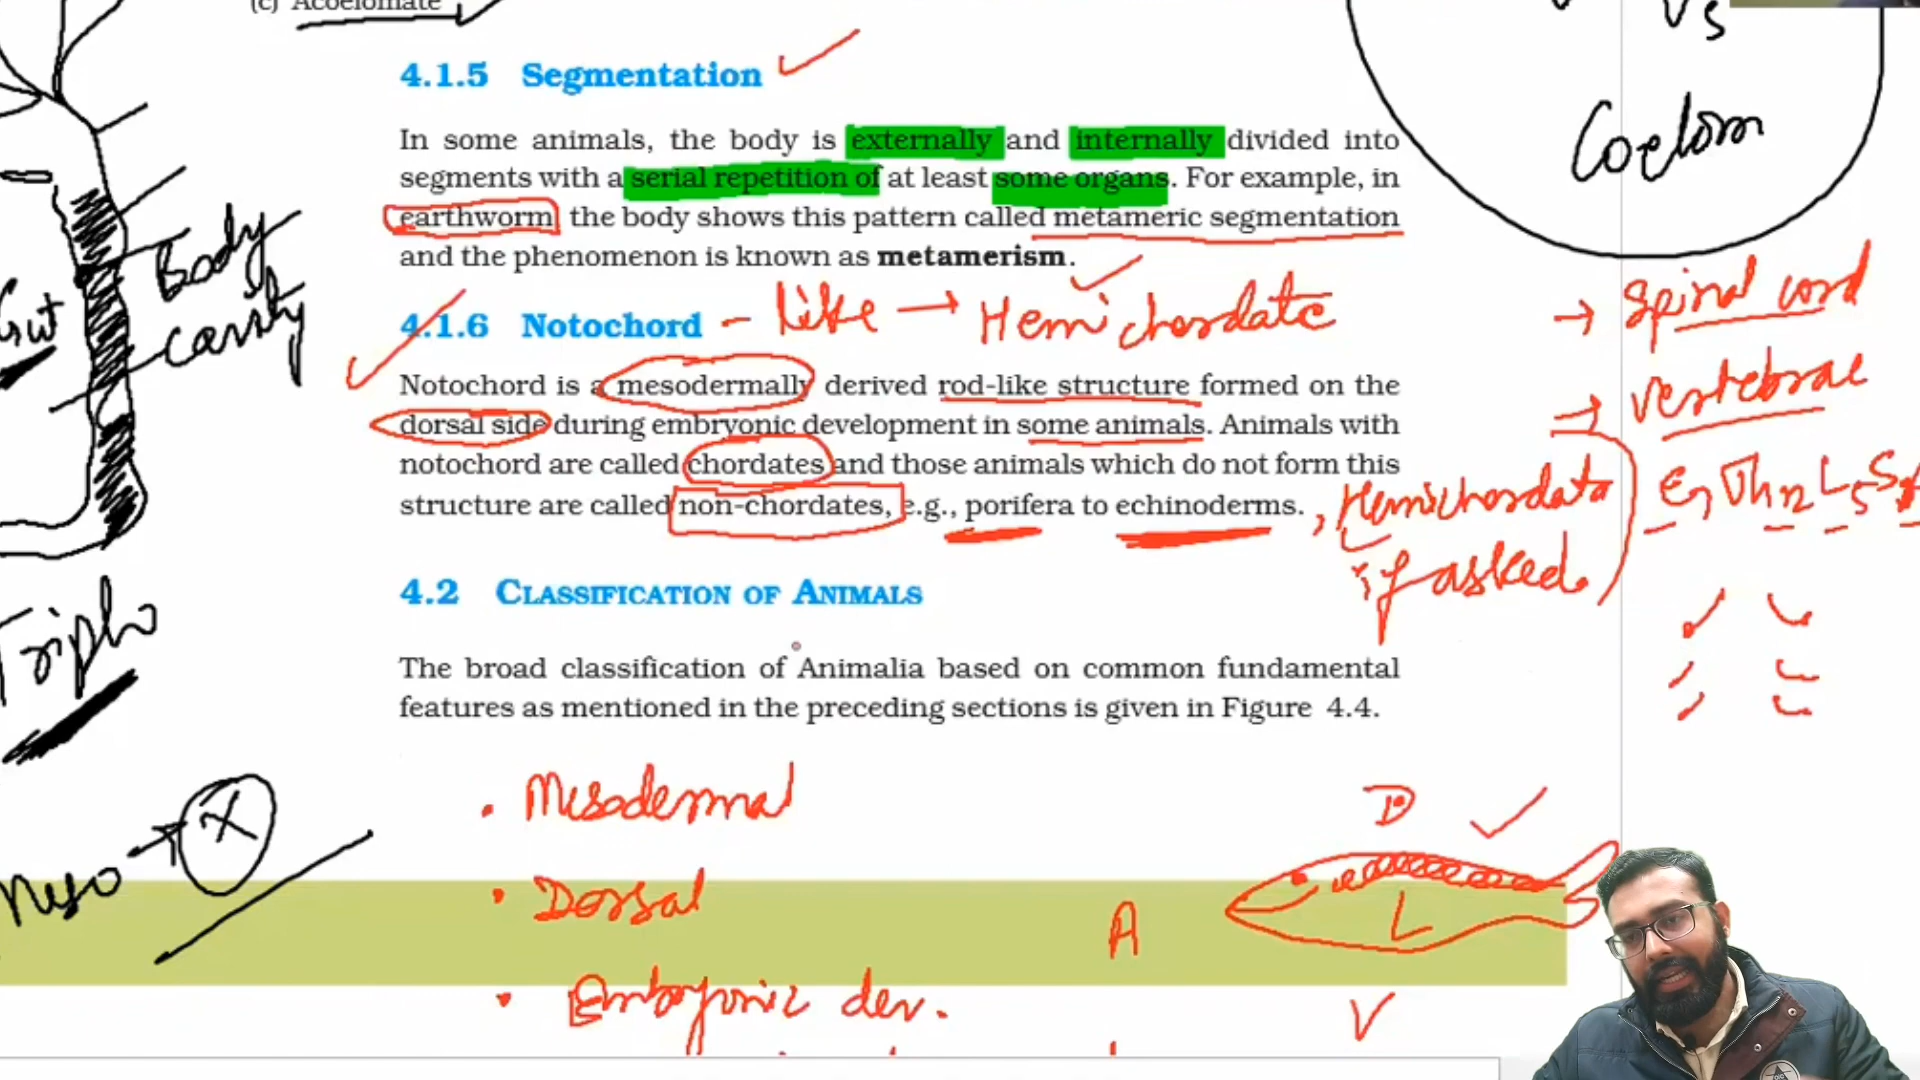 (c) Acoelomate
Vs
Coelom
4.1.5 Segmentation
In some animals, the body is externally and internally divided into
segments with a serial repetition of at least some organs. For example, in
earthworm, the body shows this pattern called metameric segmentation
and the phenomenon is known as metamerism.
Body
cavity
Gut
4.1.6 Notochord - like → Hemichordate
→ Spinal cord
Notochord is a mesodermally derived rod-like structure formed on the
→ vertebrae
dorsal side during embryonic development in some animals. Animals with
notochord are called chordates and those animals which do not form this
structure are called non-chordates, e.g., porifera to echinoderms. , Hemichordata
if asked
4.2 CLASSIFICATION OF ANIMALS
Triplo
The broad classification of Animalia based on common fundamental
features as mentioned in the preceding sections is given in Figure 4.4.
• Mesodermal
D
Meso → X
• Dorsal
A
L
• Embryonic dev.
V